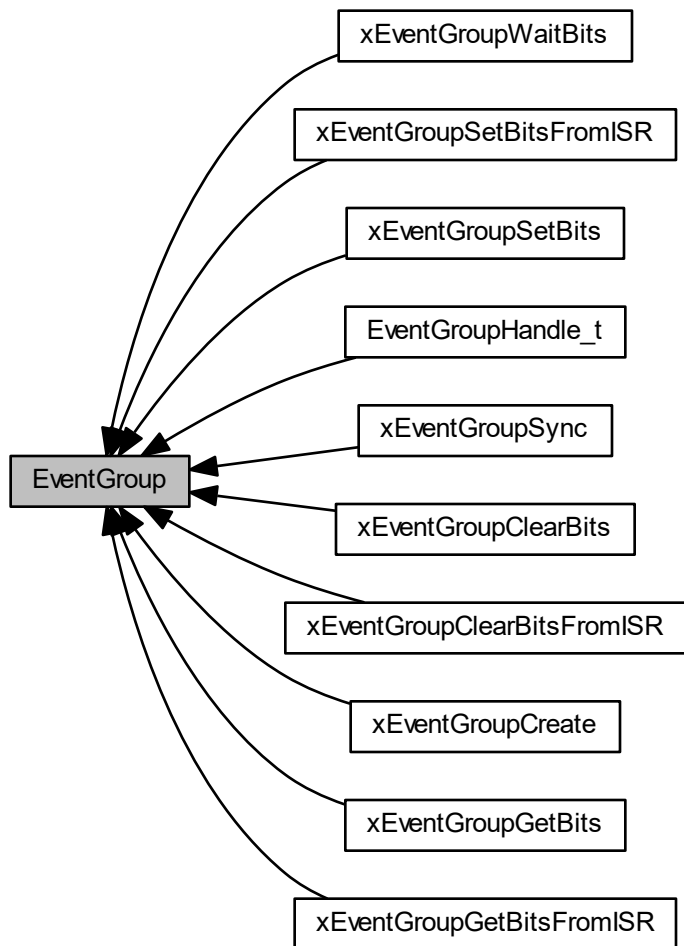 xEventGroupWaitBits
xEventGroupSetBitsFromISR
xEventGroupSetBits
EventGroupHandle_t
xEventGroupSync
EventGroup
xEventGroupClearBits
xEventGroupClearBitsFromISR
xEventGroupCreate
xEventGroupGetBits
xEventGroupGetBitsFromISR